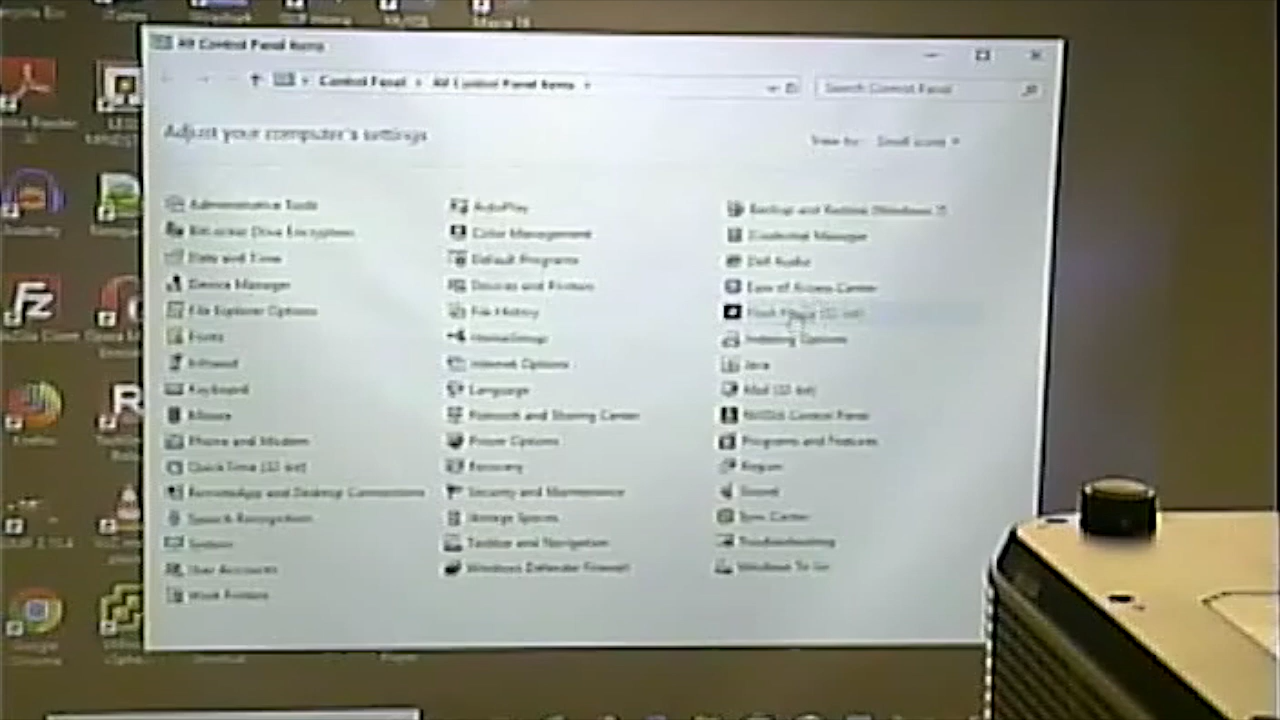 All Control Panel Items
Control Panel All Control Panel Items
Search Control Panel
Adjust your computer's settings
View by: Small icons
Administrative Tools
AutoPlay
Backup and Restore (Windows 7)
BitLocker Drive Encryption
Color Management
Credential Manager
Date and Time
Default Programs
Dell Audio
Device Manager
Devices and Printers
Ease of Access Center
File Explorer Options
File History
Flash Player (32-bit)
Fonts
HomeGroup
Indexing Options
Infrared
Internet Options
Java
Keyboard
Language
Mail (32-bit)
Mouse
Network and Sharing Center
NVIDIA Control Panel
Phone and Modem
Power Options
Programs and Features
QuickTime (32-bit)
Recovery
Region
RemoteApp and Desktop Connections
Security and Maintenance
Sound
Speech Recognition
Storage Spaces
Sync Center
System
Taskbar and Navigation
Troubleshooting
User Accounts
Windows Defender Firewall
Windows To Go
Work Folders
Fz
R
Google
Chrome